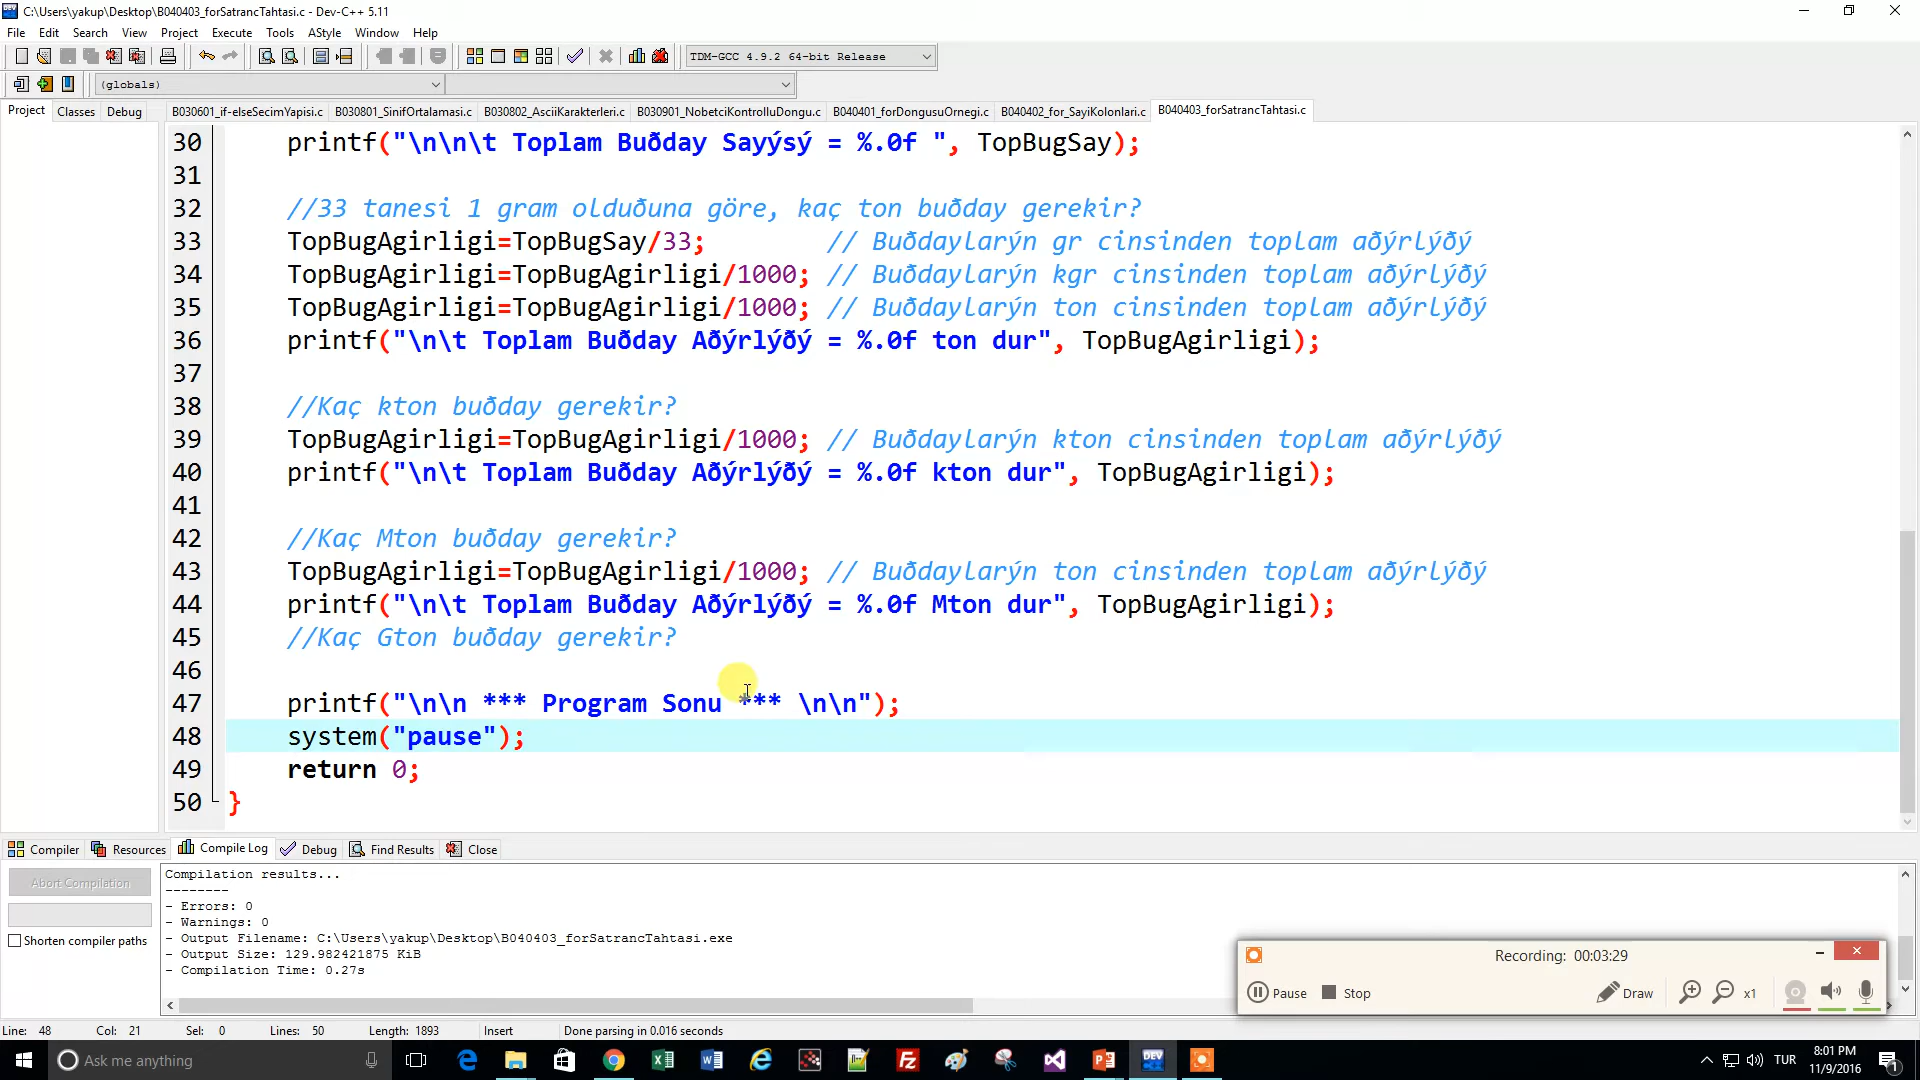 C:\Users\yakup\Desktop\B040403_forSatrancTahtasi.c - Dev-C++ 5.11
File Edit Search View Project Execute Tools AStyle Window Help
TDM-GCC 4.9.2 64-bit Release
(globals)
Project Classes Debug B030601_if-elseSecimYapisi.c B030801_SinifOrtalamasi.c B030802_AsciiKarakterleri.c B030901_NobetciKontrolluDongu.c B040401_forDongusuOrnegi.c B040402_for_SayiKolonlari.c B040403_forSatrancTahtasi.c
30 printf("\n\n\t Toplam Buðday Sayýsý = %.0f ", TopBugSay);
31
32 //33 tanesi 1 gram olduðuna göre, kaç ton buðday gerekir?
33 TopBugAgirligi=TopBugSay/33; // Buðdaylarýn gr cinsinden toplam aðýrlýðý
34 TopBugAgirligi=TopBugAgirligi/1000; // Buðdaylarýn kgr cinsinden toplam aðýrlýðý
35 TopBugAgirligi=TopBugAgirligi/1000; // Buðdaylarýn ton cinsinden toplam aðýrlýðý
36 printf("\n\t Toplam Buðday Aðýrlýðý = %.0f ton dur", TopBugAgirligi);
37
38 //Kaç kton buðday gerekir?
39 TopBugAgirligi=TopBugAgirligi/1000; // Buðdaylarýn kton cinsinden toplam aðýrlýðý
40 printf("\n\t Toplam Buðday Aðýrlýðý = %.0f kton dur", TopBugAgirligi);
41
42 //Kaç Mton buðday gerekir?
43 TopBugAgirligi=TopBugAgirligi/1000; // Buðdaylarýn ton cinsinden toplam aðýrlýðý
44 printf("\n\t Toplam Buðday Aðýrlýðý = %.0f Mton dur", TopBugAgirligi);
45 //Kaç Gton buðday gerekir?
46
47 printf("\n\n *** Program Sonu *** \n\n");
48 system("pause");
49 return 0;
50 }
Compiler Resources Compile Log Debug Find Results Close
Abort Compilation
Shorten compiler paths
Compilation results...
--------
- Errors: 0
- Warnings: 0
- Output Filename: C:\Users\yakup\Desktop\B040403_forSatrancTahtasi.exe
- Output Size: 129.982421875 KiB
- Compilation Time: 0.27s
Recording: 00:03:29
Pause Stop Draw x1
Line: 48 Col: 21 Sel: 0 Lines: 50 Length: 1893 Insert Done parsing in 0.016 seconds
Ask me anything
TUR
8:01 PM
11/9/2016
1